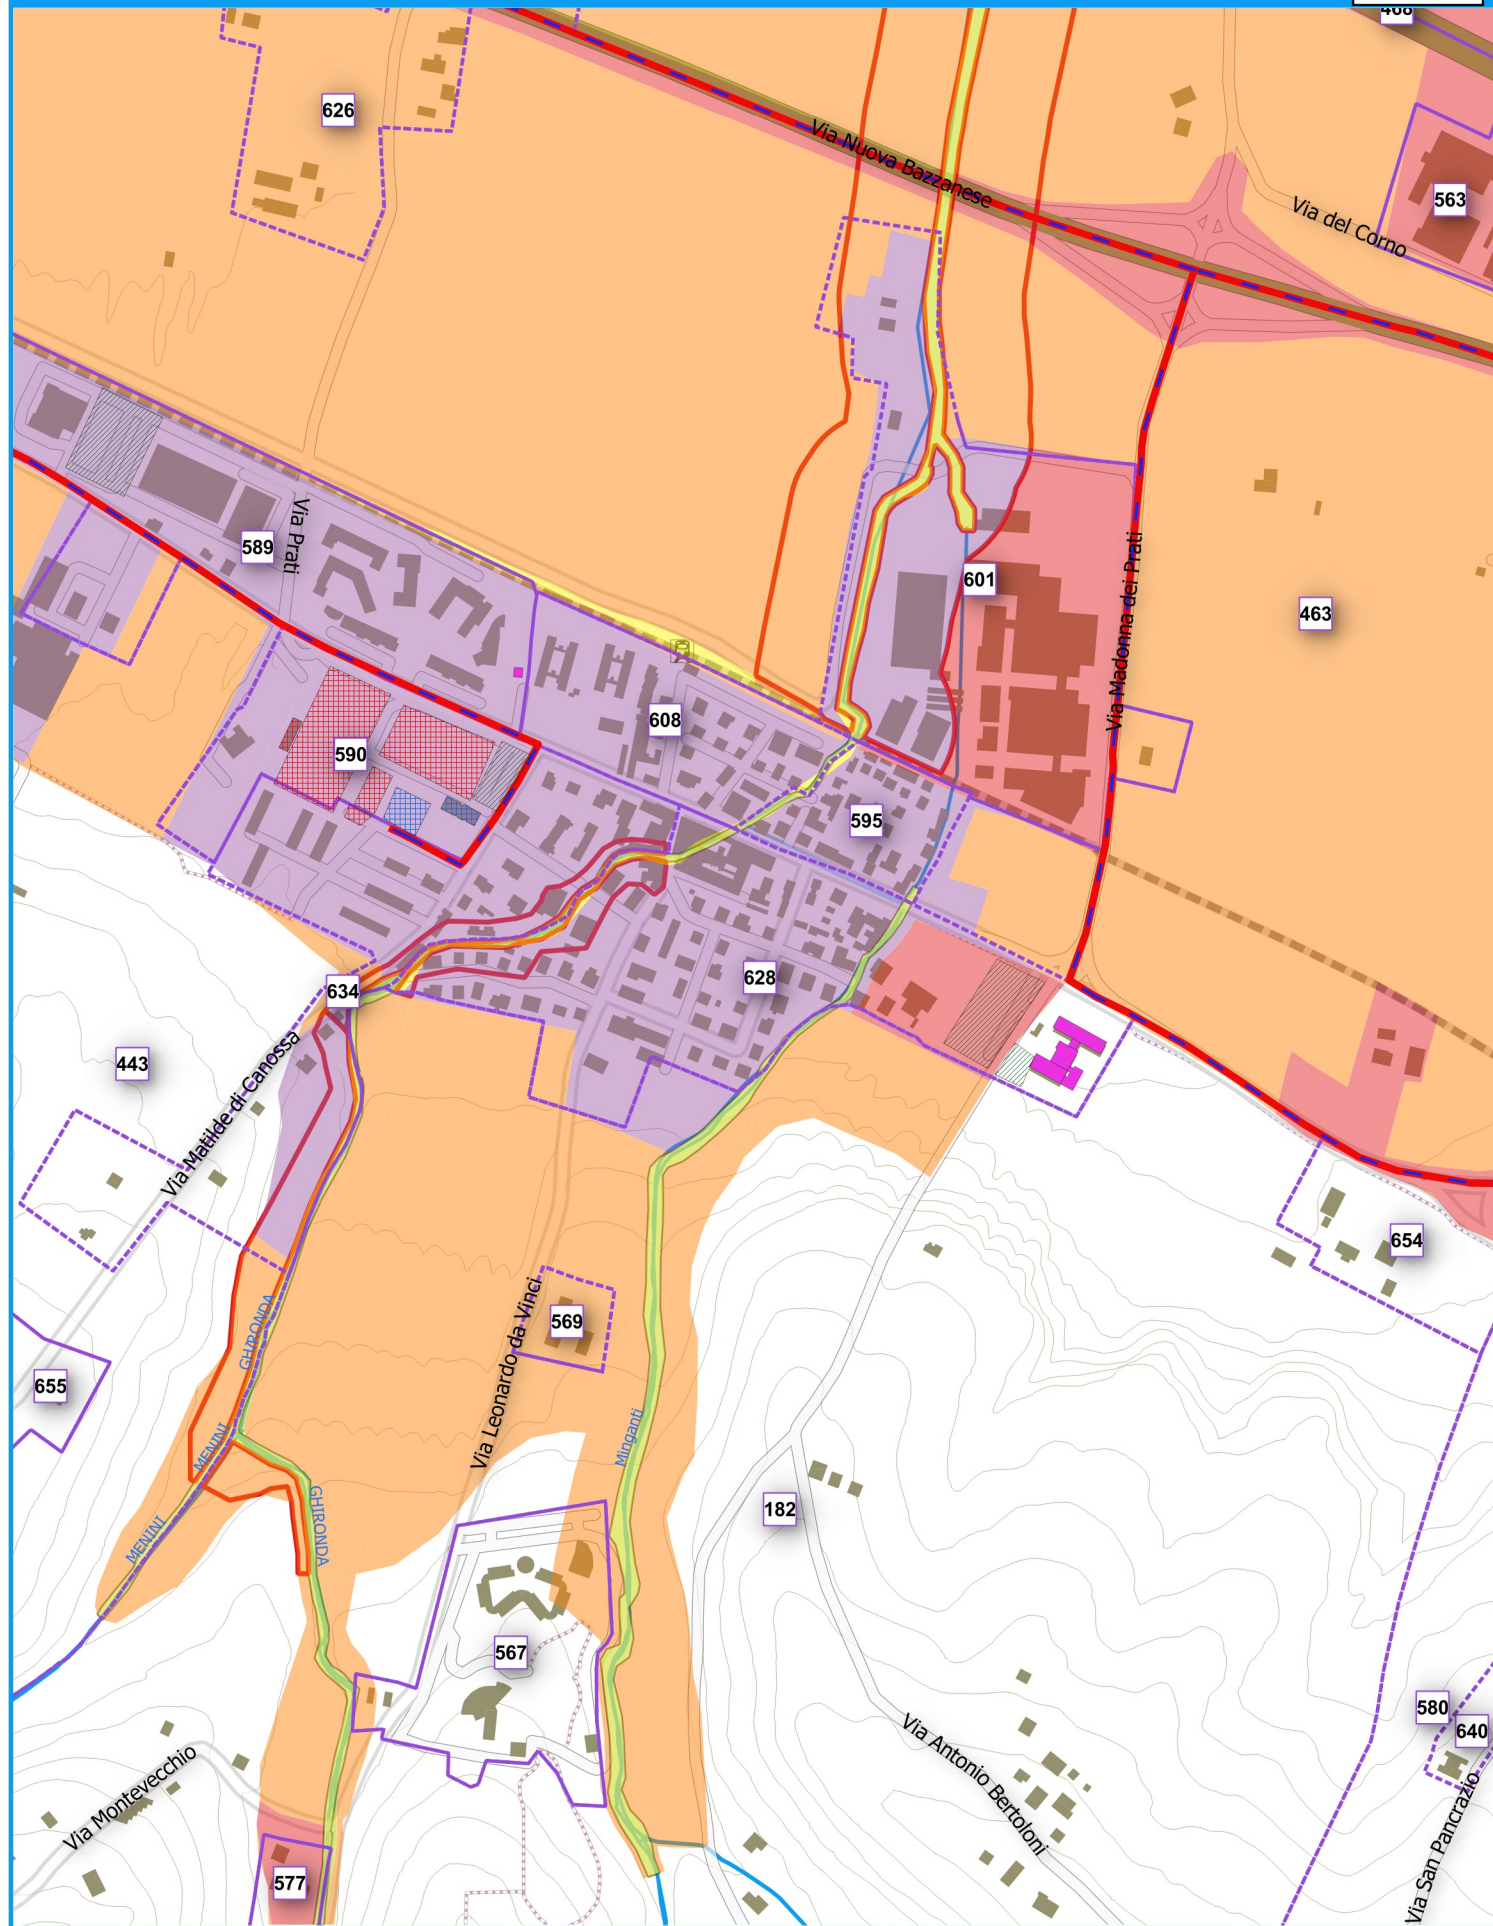 468
626
Via Nuova Bazzanese
563
Via del Corno
Via Prati
589
601
463
Via Madonna dei Prati
608
590
595
628
634
443
Via Matilde di Canossa
654
GHIRONDA
569
Via Leonardo da Vinci
655
MENINI
Minganti
GHIRONDA
182
MENINI
567
580
640
Via Antonio Bertoloni
Via Montevecchio
Via San Pancrazio
577